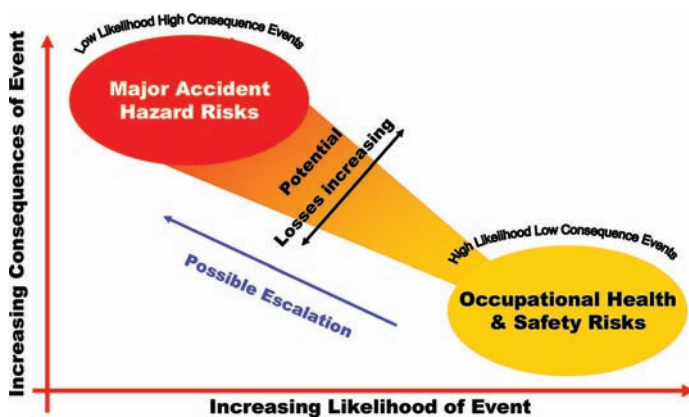 Low Likelihood High Consequence Events
Major Accident
Hazard Risks
Increasing Consequences of Event
Potential
Losses increasing
Possible Escalation
High Likelihood Low Consequence Events
Occupational Health
& Safety Risks
Increasing Likelihood of Event